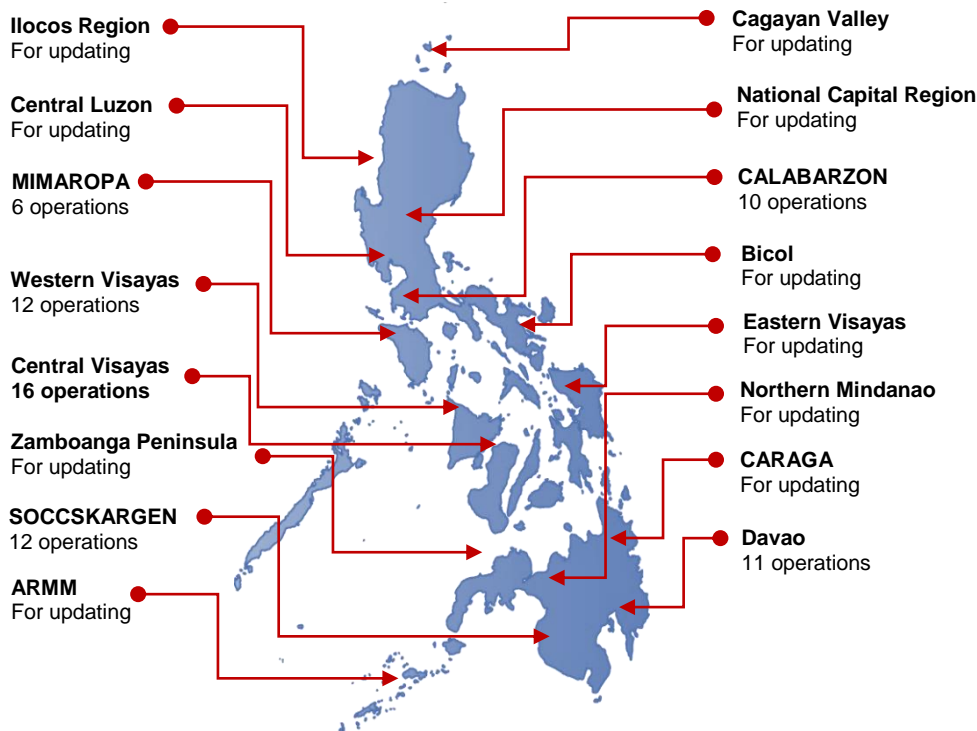 Ilocos Region
For updating
Central Luzon
For updating
MIMAROPA
6 operations
Western Visayas
12 operations
Central Visayas
16 operations
Zamboanga Peninsula
For updating
SOCCSKARGEN
12 operations
ARMM
For updating
Cagayan Valley
For updating
National Capital Region
For updating
CALABARZON
10 operations
Bicol
For updating
Eastern Visayas
For updating
Northern Mindanao
For updating
CARAGA
For updating
Davao
11 operations